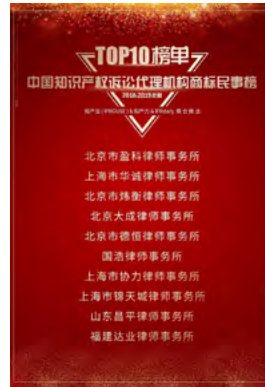 TOP10榜单
中国知识产权诉讼代理机构商标民事榜
北京市盈科律师事务所
上海市华诚律师事务所
北京市炜衡律师事务所
北京大成律师事务所
北京市德恒律师事务所
国浩律师事务所
上海市协力律师事务所
上海市锦天城律师事务所
山东昌平律师事务所
福建达业律师事务所